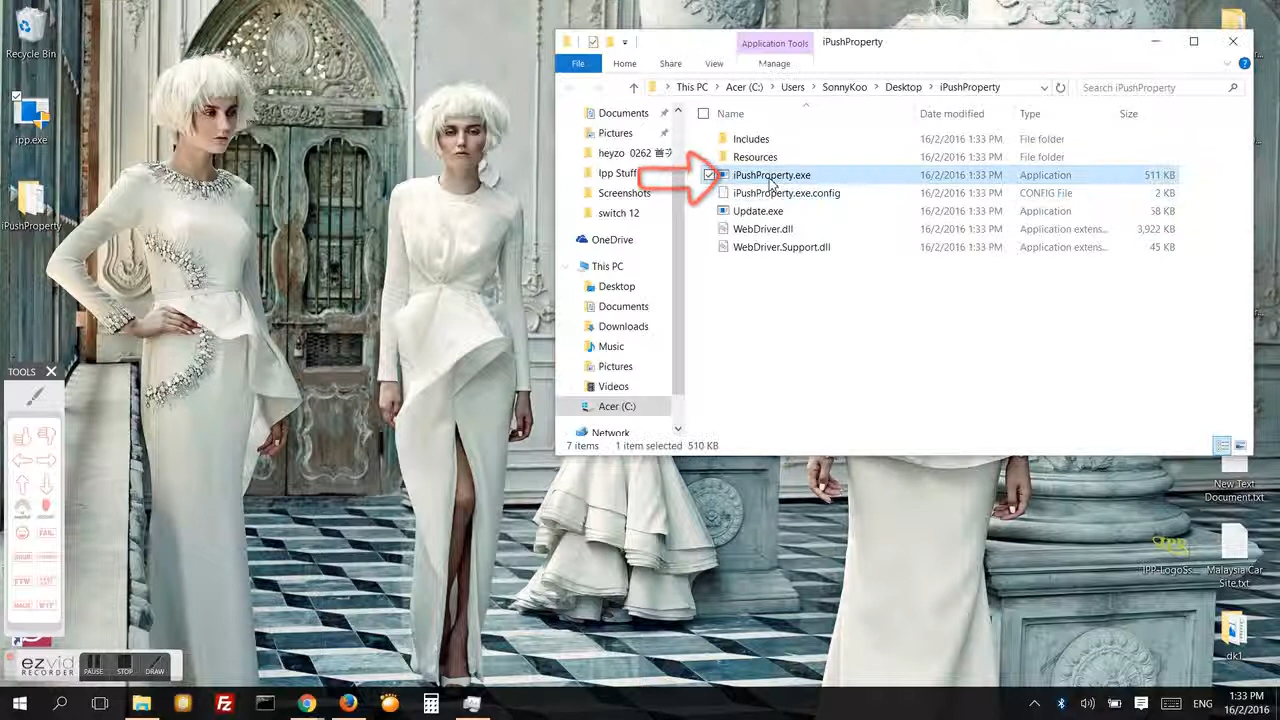 Recycle Bin
ipp.exe
iPushProperty
Application Tools
iPushProperty
File
Home
Share
View
Manage
This PC
Acer (C:)
Users
SonnyKoo
Desktop
iPushProperty
Search iPushProperty
Documents
Pictures
heyzo 0262
Ipp Stuff
Screenshots
switch 12
OneDrive
This PC
Desktop
Documents
Downloads
Music
Pictures
Videos
Acer (C:)
Network
Name Date modified Type Size
Includes 16/2/2016 1:33 PM File folder
Resources 16/2/2016 1:33 PM File folder
iPushProperty.exe 16/2/2016 1:33 PM Application 511 KB
iPushProperty.exe.config 16/2/2016 1:33 PM CONFIG File 2 KB
Update.exe 16/2/2016 1:33 PM Application 58 KB
WebDriver.dll 16/2/2016 1:33 PM Application extens... 3,922 KB
WebDriver.Support.dll 16/2/2016 1:33 PM Application extens... 45 KB
7 items 1 item selected 510 KB
TOOLS
FAIL
FTW
ezvid
RECORDER
PAUSE
STOP
DRAW
New Text
Document.txt
Malaysia Car
Site.txt
dk1
ENG
1:33 PM
16/2/2016